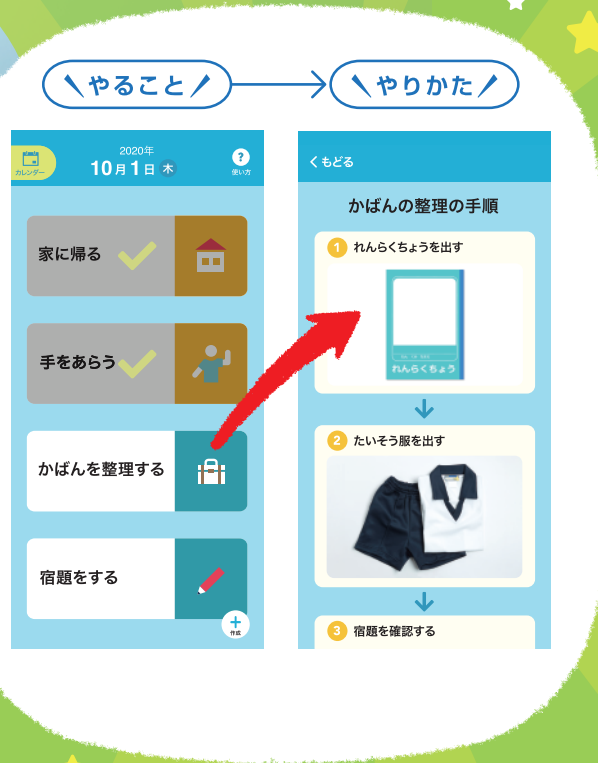 やること
やりかた
カレンダー
2020年
10月1日 木
?
使い方
家に帰る
手をあらう
かばんを整理する
宿題をする
+
作成
もどる
かばんの整理の手順
1 れんらくちょうを出す
れんらくちょう
2 たいそう服を出す
3 宿題を確認する